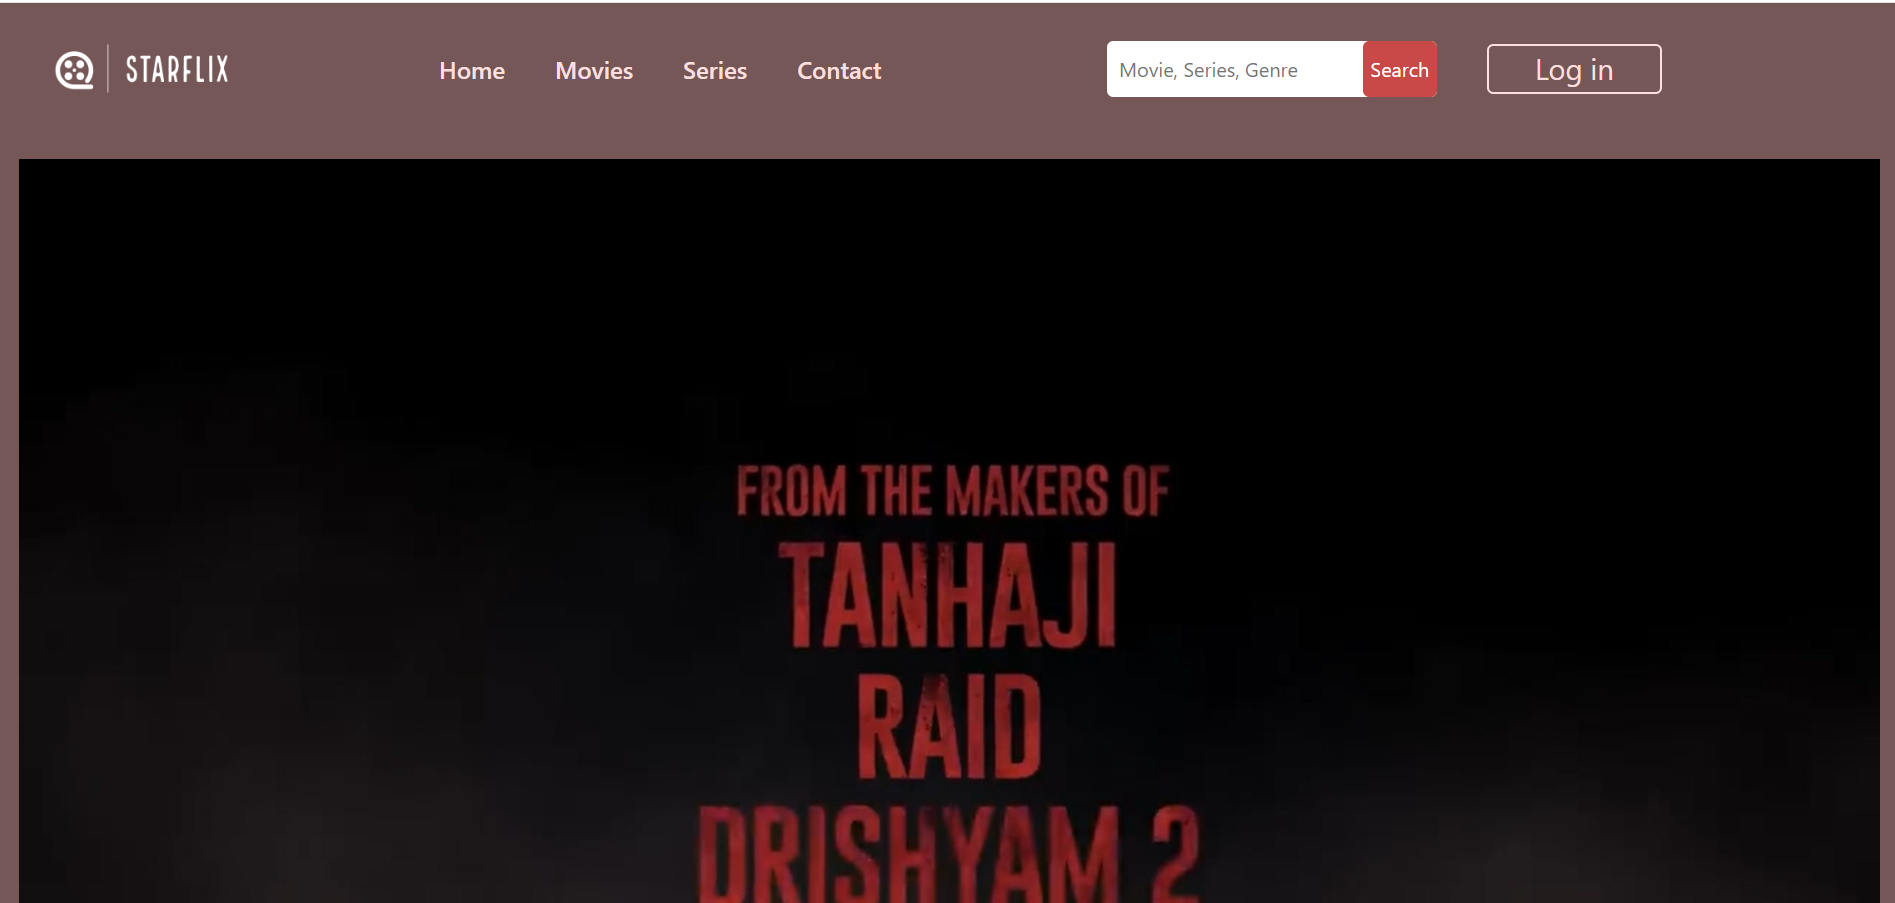 STARFLIX
Home Movies Series Contact
Movie, Series, Genre Search
Log in
FROM THE MAKERS OF
TANHAJI
RAID
DRISHYAM 2